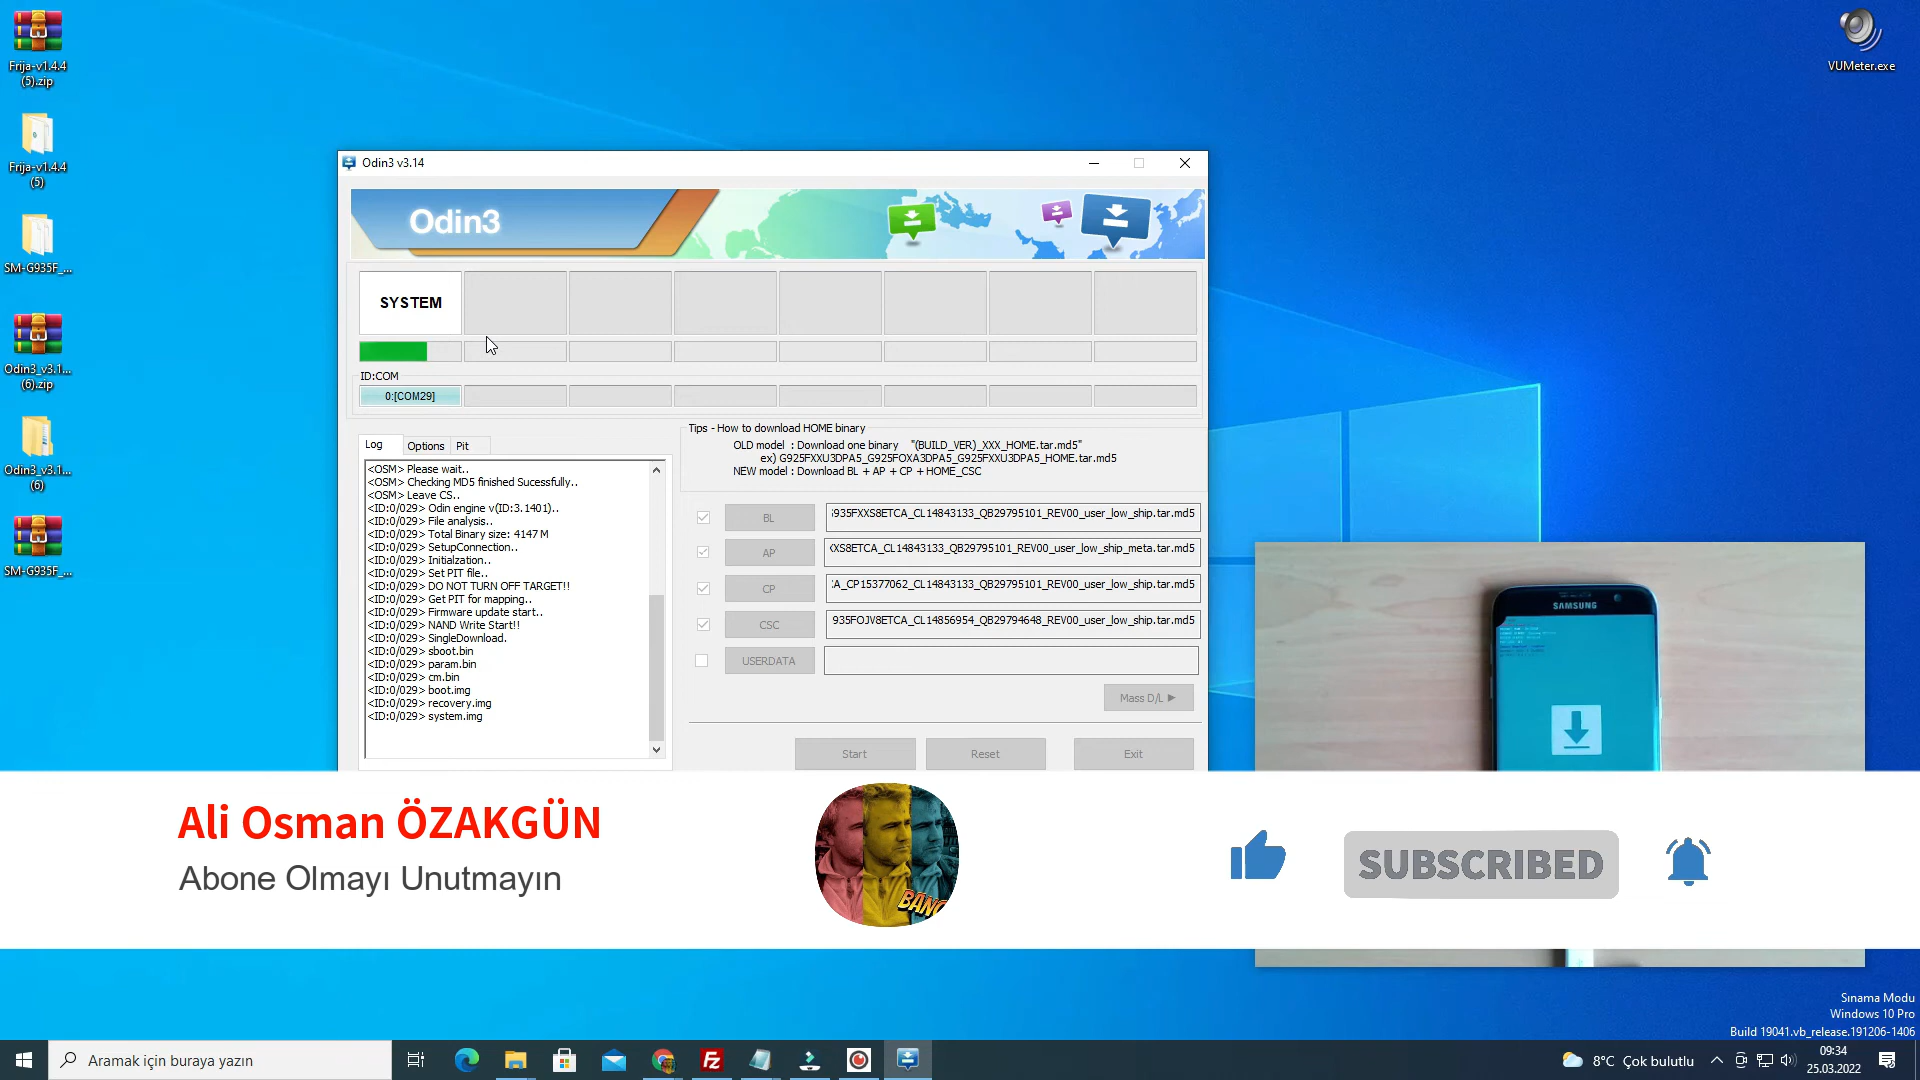 Frija-v1.4.4
(5).zip
Frija-v1.4.4
(5)
SM-G935F_...
Odin3_v3.1...
(6).zip
Odin3_v3.1...
(6)
SM-G935F_...
VUMeter.exe
Odin3 v3.14
Odin3
SYSTEM
ID:COM
0:[COM29]
Log
Options
Pit
<OSM> Please wait..
<OSM> Checking MD5 finished Sucessfully..
<OSM> Leave CS..
<ID:0/029> Odin engine v(ID:3.1401)..
<ID:0/029> File analysis..
<ID:0/029> Total Binary size: 4147 M
<ID:0/029> SetupConnection..
<ID:0/029> Initialzation..
<ID:0/029> Set PIT file..
<ID:0/029> DO NOT TURN OFF TARGET!!
<ID:0/029> Get PIT for mapping..
<ID:0/029> Firmware update start..
<ID:0/029> NAND Write Start!!
<ID:0/029> SingleDownload.
<ID:0/029> sboot.bin
<ID:0/029> param.bin
<ID:0/029> cm.bin
<ID:0/029> boot.img
<ID:0/029> recovery.img
<ID:0/029> system.img
Tips - How to download HOME binary
OLD model : Download one binary "(BUILD_VER)_XXX_HOME.tar.md5"
ex) G925FXXU3DPA5_G925FOXA3DPA5_G925FXXU3DPA5_HOME.tar.md5
NEW model : Download BL + AP + CP + HOME_CSC
BL
935FXXS8ETCA_CL14843133_QB29795101_REV00_user_low_ship.tar.md5
AP
XS8ETCA_CL14843133_QB29795101_REV00_user_low_ship_meta.tar.md5
CP
A_CP15377062_CL14843133_QB29795101_REV00_user_low_ship.tar.md5
CSC
935FOJV8ETCA_CL14856954_QB29794648_REV00_user_low_ship.tar.md5
USERDATA
Mass D/L ►
Start
Reset
Exit
SAMSUNG
Ali Osman ÖZAKGÜN
Abone Olmayı Unutmayın
BANG
SUBSCRIBED
Sınama Modu
Windows 10 Pro
Build 19041.vb_release.191206-1406
Aramak için buraya yazın
8°C Çok bulutlu
09:34
25.03.2022